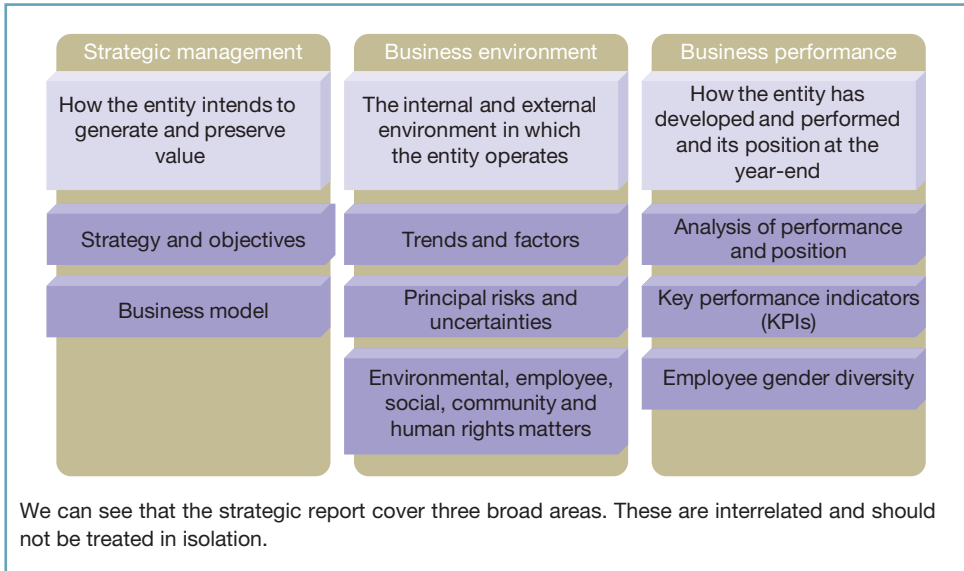 Strategic management
How the entity intends to
generate and preserve
value
Strategy and objectives
Business model
Business environment
The internal and external
environment in which
the entity operates
Trends and factors
Principal risks and
uncertainties
Environmental, employee,
social, community and
human rights matters
Business performance
How the entity has
developed and performed
and its position at the
year-end
Analysis of performance
and position
Key performance indicators
(KPIs)
Employee gender diversity
We can see that the strategic report cover three broad areas. These are interrelated and should
not be treated in isolation.